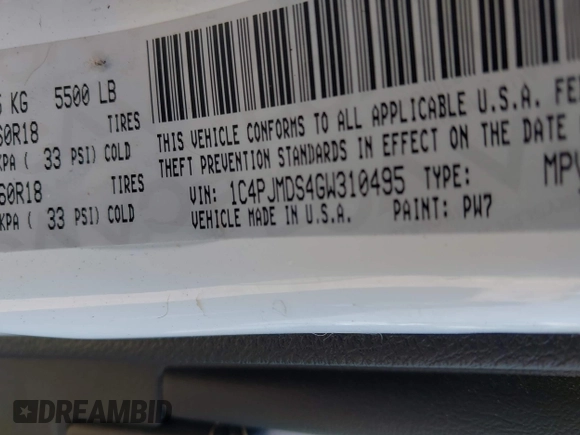 KG 5500 LB
60R18 TIRES
KPA ( 33 PSI) COLD
60R18 TIRES
KPA ( 33 PSI) COLD
THIS VEHICLE CONFORMS TO ALL APPLICABLE U.S.A. FE
THEFT PREVENTION STANDARDS IN EFFECT ON THE DATE
VIN: 1C4PJMDS4GW310495 TYPE: MPV
VEHICLE MADE IN U.S.A. PAINT: PW7
DREAMBID